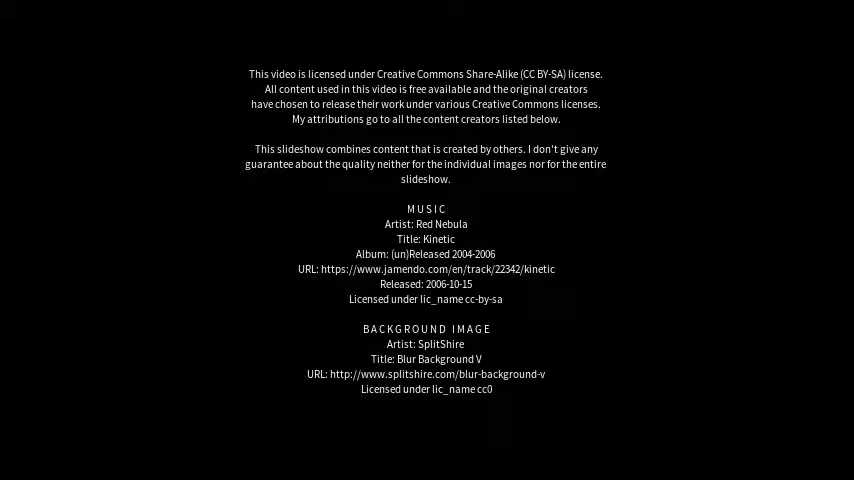 This video is licensed under Creative Commons Share-Alike (CC BY-SA) license.
All content used in this video is free available and the original creators
have chosen to release their work under various Creative Commons licenses.
My attributions go to all the content creators listed below.
This slideshow combines content that is created by others. I don't give any
guarantee about the quality neither for the individual images nor for the entire
slideshow.
MUSIC
Artist: Red Nebula
Title: Kinetic
Album: (un)Released 2004-2006
URL: https://www.jamendo.com/en/track/22342/kinetic
Released: 2006-10-15
Licensed under lic_name cc-by-sa
BACKGROUND IMAGE
Artist: SplitShire
Title: Blur Background V
URL: http://www.splitshire.com/blur-background-v
Licensed under lic_name cc0